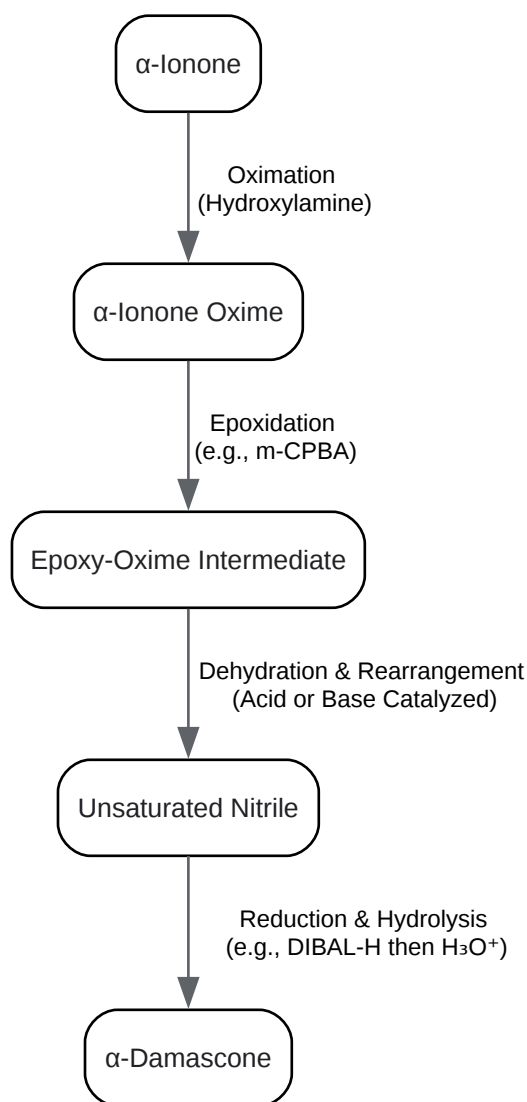 α-Ionone
Oximation
(Hydroxylamine)
α-Ionone Oxime
Epoxidation
(e.g., m-CPBA)
Epoxy-Oxime Intermediate
Dehydration & Rearrangement
(Acid or Base Catalyzed)
Unsaturated Nitrile
Reduction & Hydrolysis
(e.g., DIBAL-H then H₃O⁺)
α-Damascone